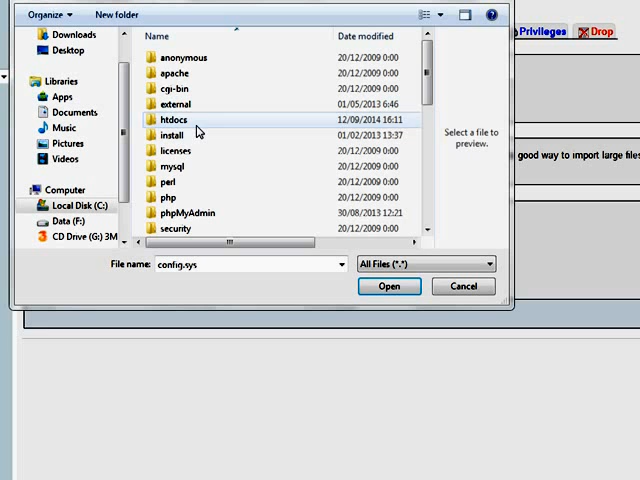 Organize
New folder
Privileges
Drop
Downloads
Desktop
Libraries
Apps
Documents
Music
Pictures
Videos
Computer
Local Disk (C:)
Data (F:)
CD Drive (G:) 3M
Name
Date modified
anonymous 20/12/2009 0:00
apache 20/12/2009 0:00
cgi-bin 20/12/2009 0:00
external 01/05/2013 6:46
htdocs 12/09/2014 16:11
install 01/02/2013 13:37
licenses 20/12/2009 0:00
mysql 20/12/2009 0:00
perl 20/12/2009 0:00
php 20/12/2009 0:00
phpMyAdmin 30/08/2013 12:21
security 20/12/2009 0:00
Select a file to
preview.
good way to import large files
File name: config.sys
All Files (*.*)
Open
Cancel